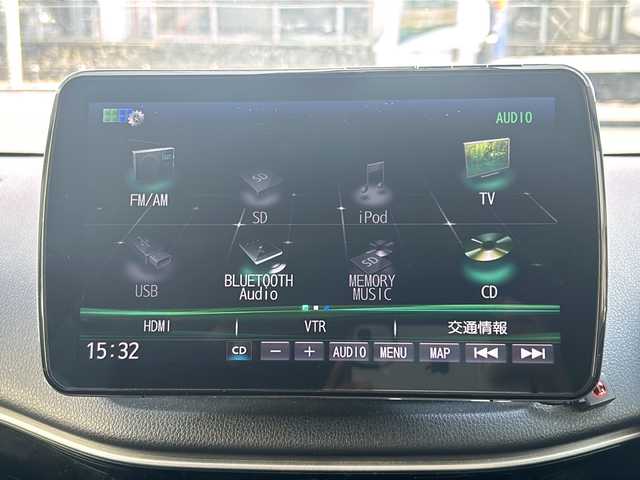 AUDIO
FM/AM
SD
iPod
TV
USB
BLUETOOTH
Audio
MEMORY
MUSIC
CD
HDMI
VTR
交通情報
15:32
CD − + AUDIO MENU MAP